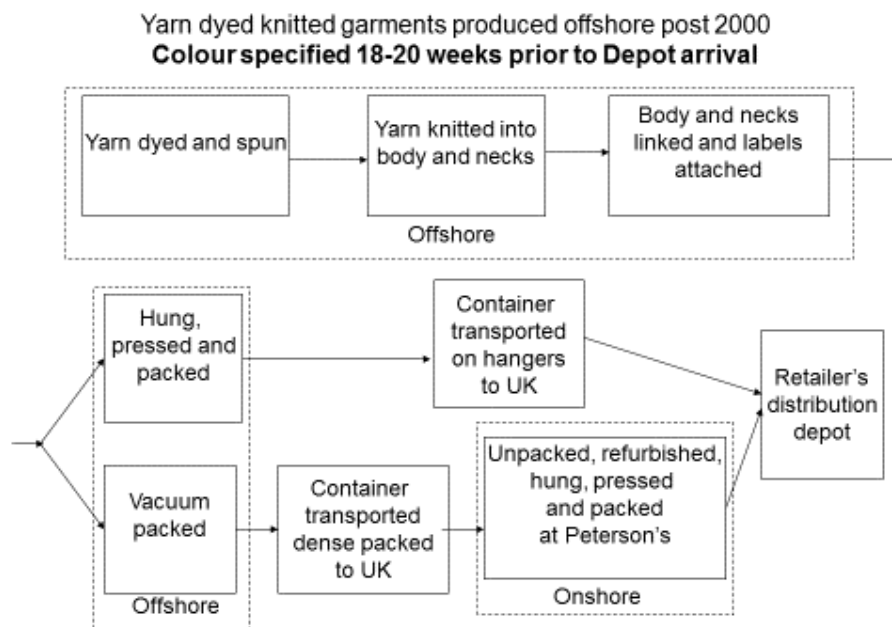 Yarn dyed knitted garments produced offshore post 2000
Colour specified 18-20 weeks prior to Depot arrival
Yarn dyed and spun
Yarn knitted into
body and necks
Body and necks
linked and labels
attached
Offshore
Hung,
pressed and
packed
Container
transported
on hangers
to UK
Retailer's
distribution
depot
Vacuum
packed
Container
transported
dense packed
to UK
Unpacked, refurbished,
hung, pressed
and packed
at Peterson's
Offshore
Onshore